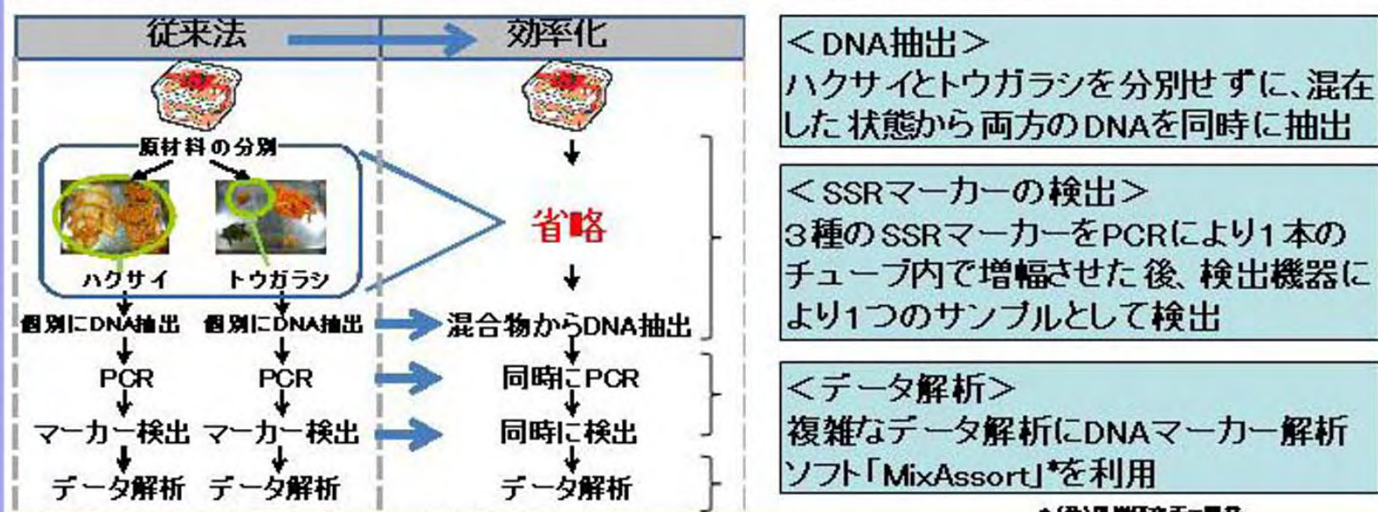 従来法
効率化
原材料の分別
ハクサイ
トウガラシ
省略
個別にDNA抽出
個別にDNA抽出
混合物からDNA抽出
PCR
PCR
同時にPCR
マーカー検出
マーカー検出
同時に検出
データ解析
データ解析
データ解析
＜DNA抽出＞
ハクサイとトウガラシを分別せずに、混在
した状態から両方のDNAを同時に抽出
＜SSRマーカーの検出＞
3種のSSRマーカーをPCRにより1本の
チューブ内で増幅させた後、検出機器に
より1つのサンプルとして検出
＜データ解析＞
複雑なデータ解析にDNAマーカー解析
ソフト「MixAssort」*を利用